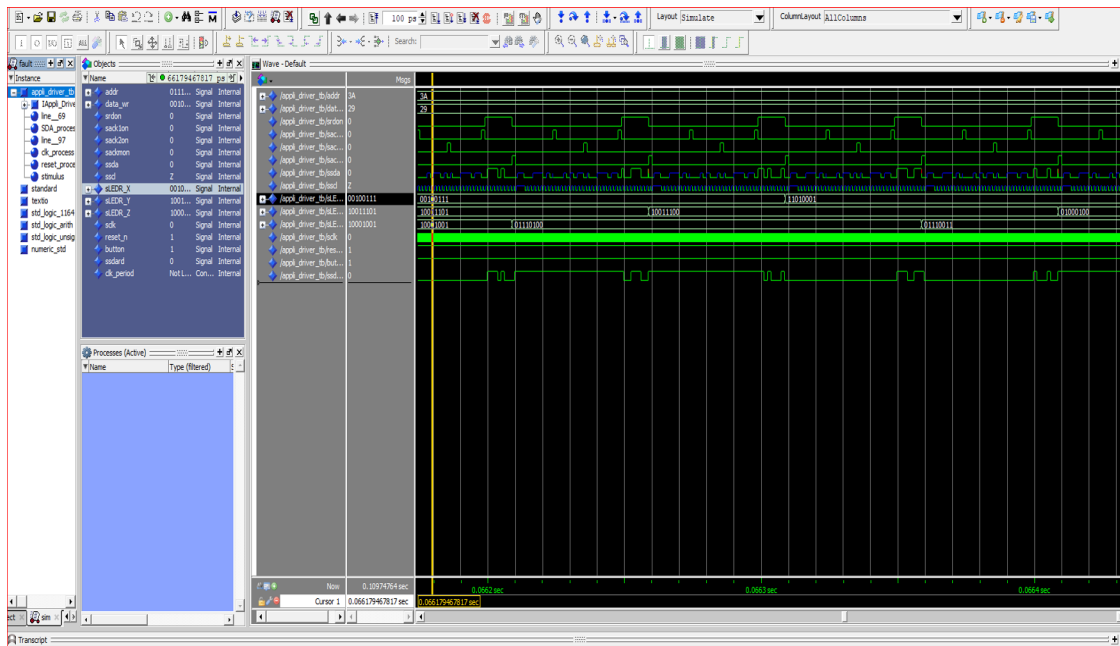 100 ps
Layout Simulate
ColumnLayout AllColumns
Search:
fault
Instance
appli_driver_tb
IAppli_Drive
line__69
SDA_proces
line__97
clk_process
reset_proce
stimulus
standard
textio
std_logic_1164
std_logic_arith
std_logic_unsig
numeric_std
sim
Objects
Name 66179467817 ps
addr 0111... Signal Internal
data_wr 0010... Signal Internal
srdon 0 Signal Internal
sack1on 0 Signal Internal
sack2on 0 Signal Internal
sackmon 0 Signal Internal
ssda 0 Signal Internal
sscl Z Signal Internal
sLEDR_X 0010... Signal Internal
sLEDR_Y 1001... Signal Internal
sLEDR_Z 1000... Signal Internal
sclk 0 Signal Internal
reset_n 1 Signal Internal
button 1 Signal Internal
ssdard 0 Signal Internal
clk_period Not L... Con... Internal
Processes (Active)
Name Type (filtered)
Wave - Default
Msgs
/appli_driver_tb/addr 3A 3A
/appli_driver_tb/dat... 29 29
/appli_driver_tb/srdon 0
/appli_driver_tb/sac... 0
/appli_driver_tb/sac... 0
/appli_driver_tb/sac... 0
/appli_driver_tb/ssda 0
/appli_driver_tb/sscl Z
/appli_driver_tb/sLE... 00100111 00100111 11010001
/appli_driver_tb/sLE... 10011101 10011101 10011100 01000100
/appli_driver_tb/sLE... 10001001 10001001 01110100 01110011
/appli_driver_tb/sclk 0
/appli_driver_tb/res... 1
/appli_driver_tb/but... 1
/appli_driver_tb/ssd... 0
Now 0.10974764 sec 0.0662 sec 0.0663 sec 0.0664 sec
Cursor 1 0.066179467817 sec 0.066179467817 sec
Transcript